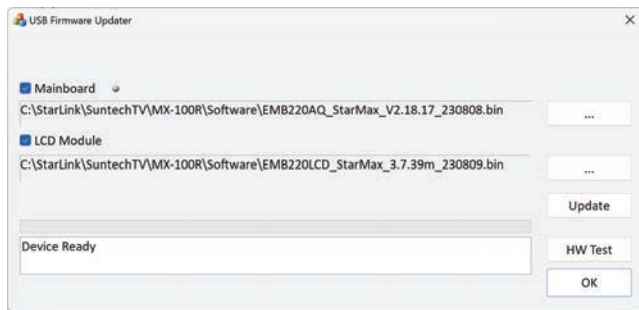 USB Firmware Updater
Mainboard
C:\StarLink\SuntechTV\MX-100R\Software\EMB220AQ_StarMax_V2.18.17_230808.bin
...
LCD Module
C:\StarLink\SuntechTV\MX-100R\Software\EMB220LCD_StarMax_3.7.39m_230809.bin
...
Update
Device Ready
HW Test
OK